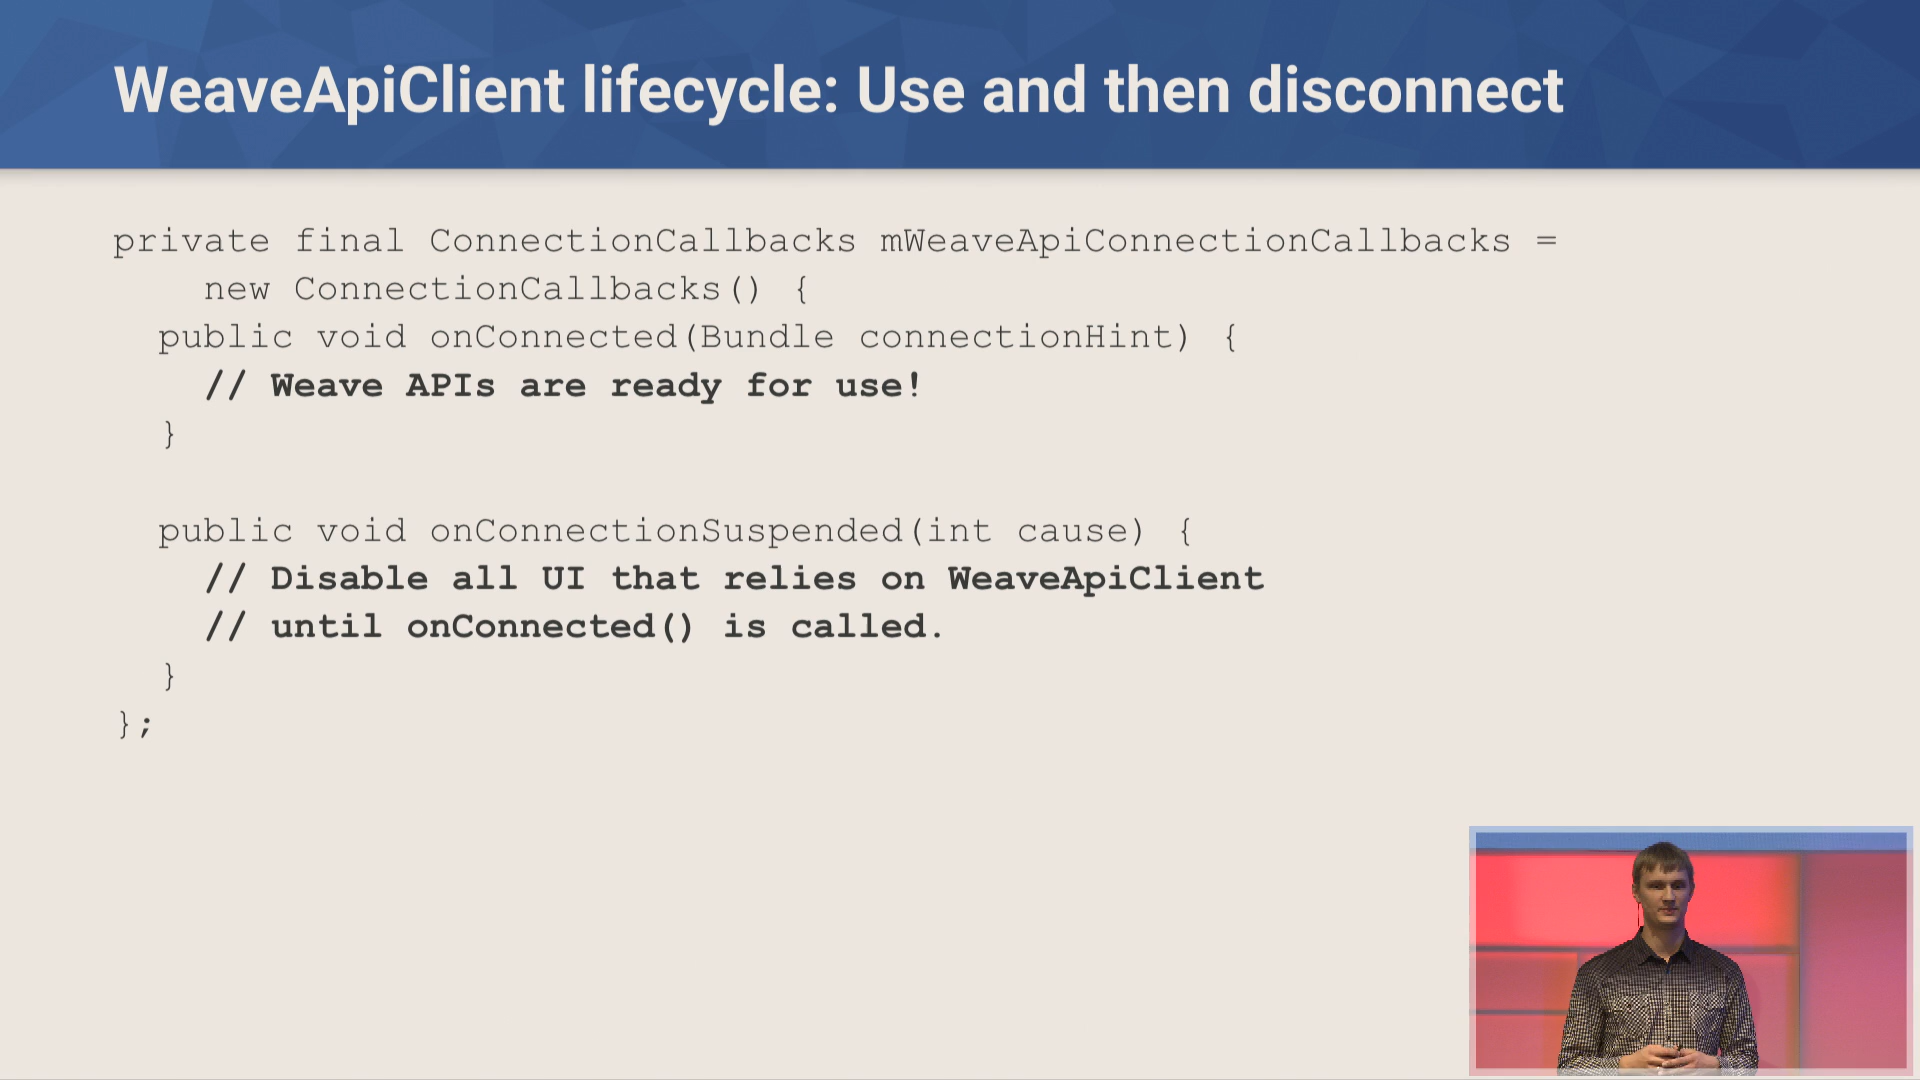 WeaveApiClient lifecycle: Use and then disconnect
private final ConnectionCallbacks mWeaveApiConnectionCallbacks =
    new ConnectionCallbacks() {
  public void onConnected(Bundle connectionHint) {
    // Weave APIs are ready for use!
  }

  public void onConnectionSuspended(int cause) {
    // Disable all UI that relies on WeaveApiClient
    // until onConnected() is called.
  }
};